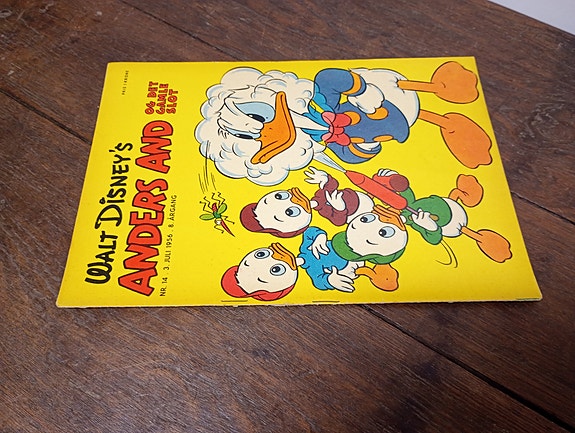 WALT DISNEY'S
ANDERS AND
OG DET
GAMLE
SLOT
NR. 14 3. JULI 1956 8. ÅRGANG